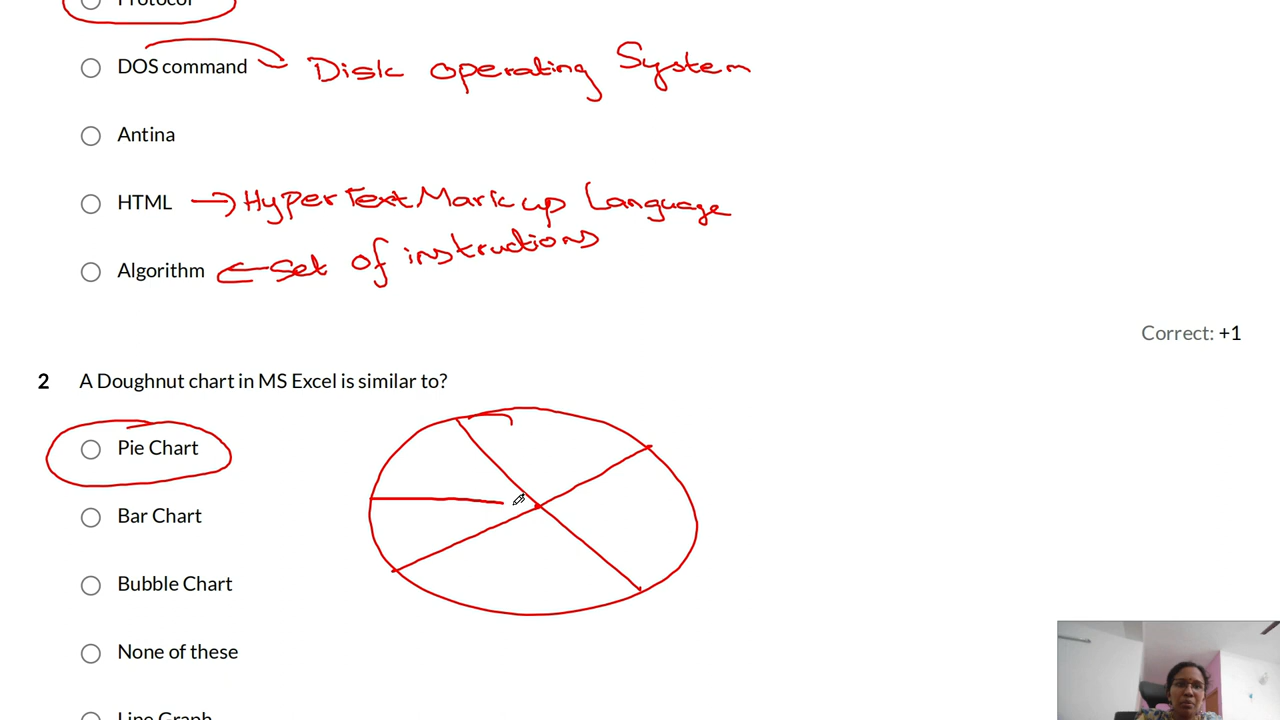 Protocol
DOS command Disk operating System
Antina
HTML → Hyper Text Mark up Language
Algorithm ← Set of instructions
Correct: +1
2 A Doughnut chart in MS Excel is similar to?
Pie Chart
Bar Chart
Bubble Chart
None of these
Line Graph